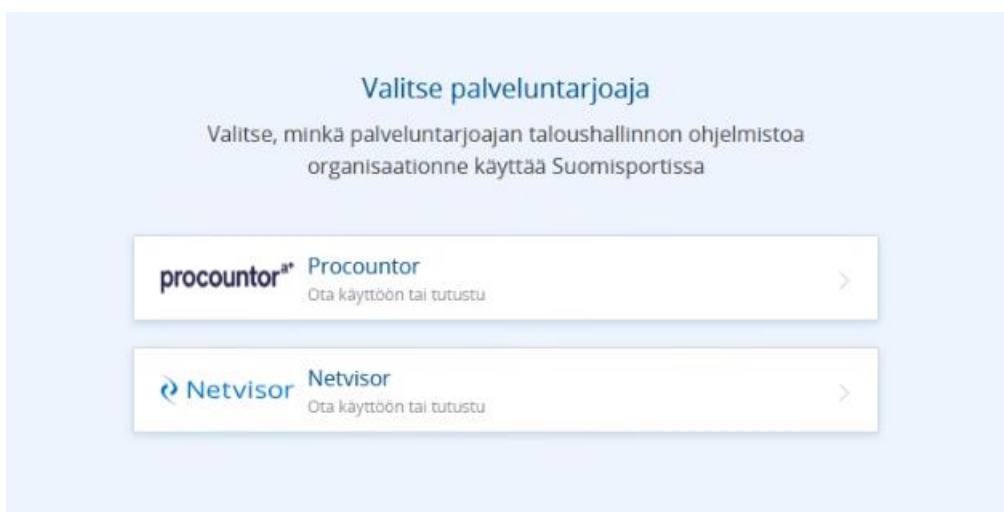 Valitse palveluntarjoaja
Valitse, minkä palveluntarjoajan taloushallinnon ohjelmistoa
organisaationne käyttää Suomisportissa
procountor a+ Procountor
Ota käyttöön tai tutustu
Netvisor Netvisor
Ota käyttöön tai tutustu